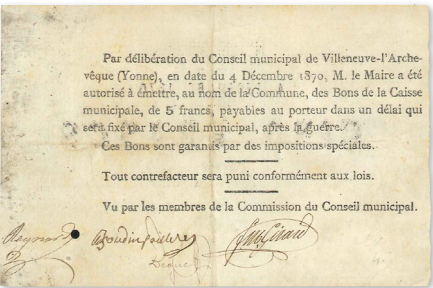 Par délibération du Conseil municipal de Villeneuve-l'Arche-
vêque (Yonne), en date du 4 Décembre 1870, M. le Maire a été
autorisé à émettre, au nom de la Commune, des Bons de la Caisse
municipale, de 5 francs, payables au porteur dans un délai qui
sera fixé par le Conseil municipal, après la guerre.
Ces Bons sont garantis par des impositions spéciales.
Tout contrefacteur sera puni conformément aux lois.
Vu par les membres de la Commission du Conseil municipal.